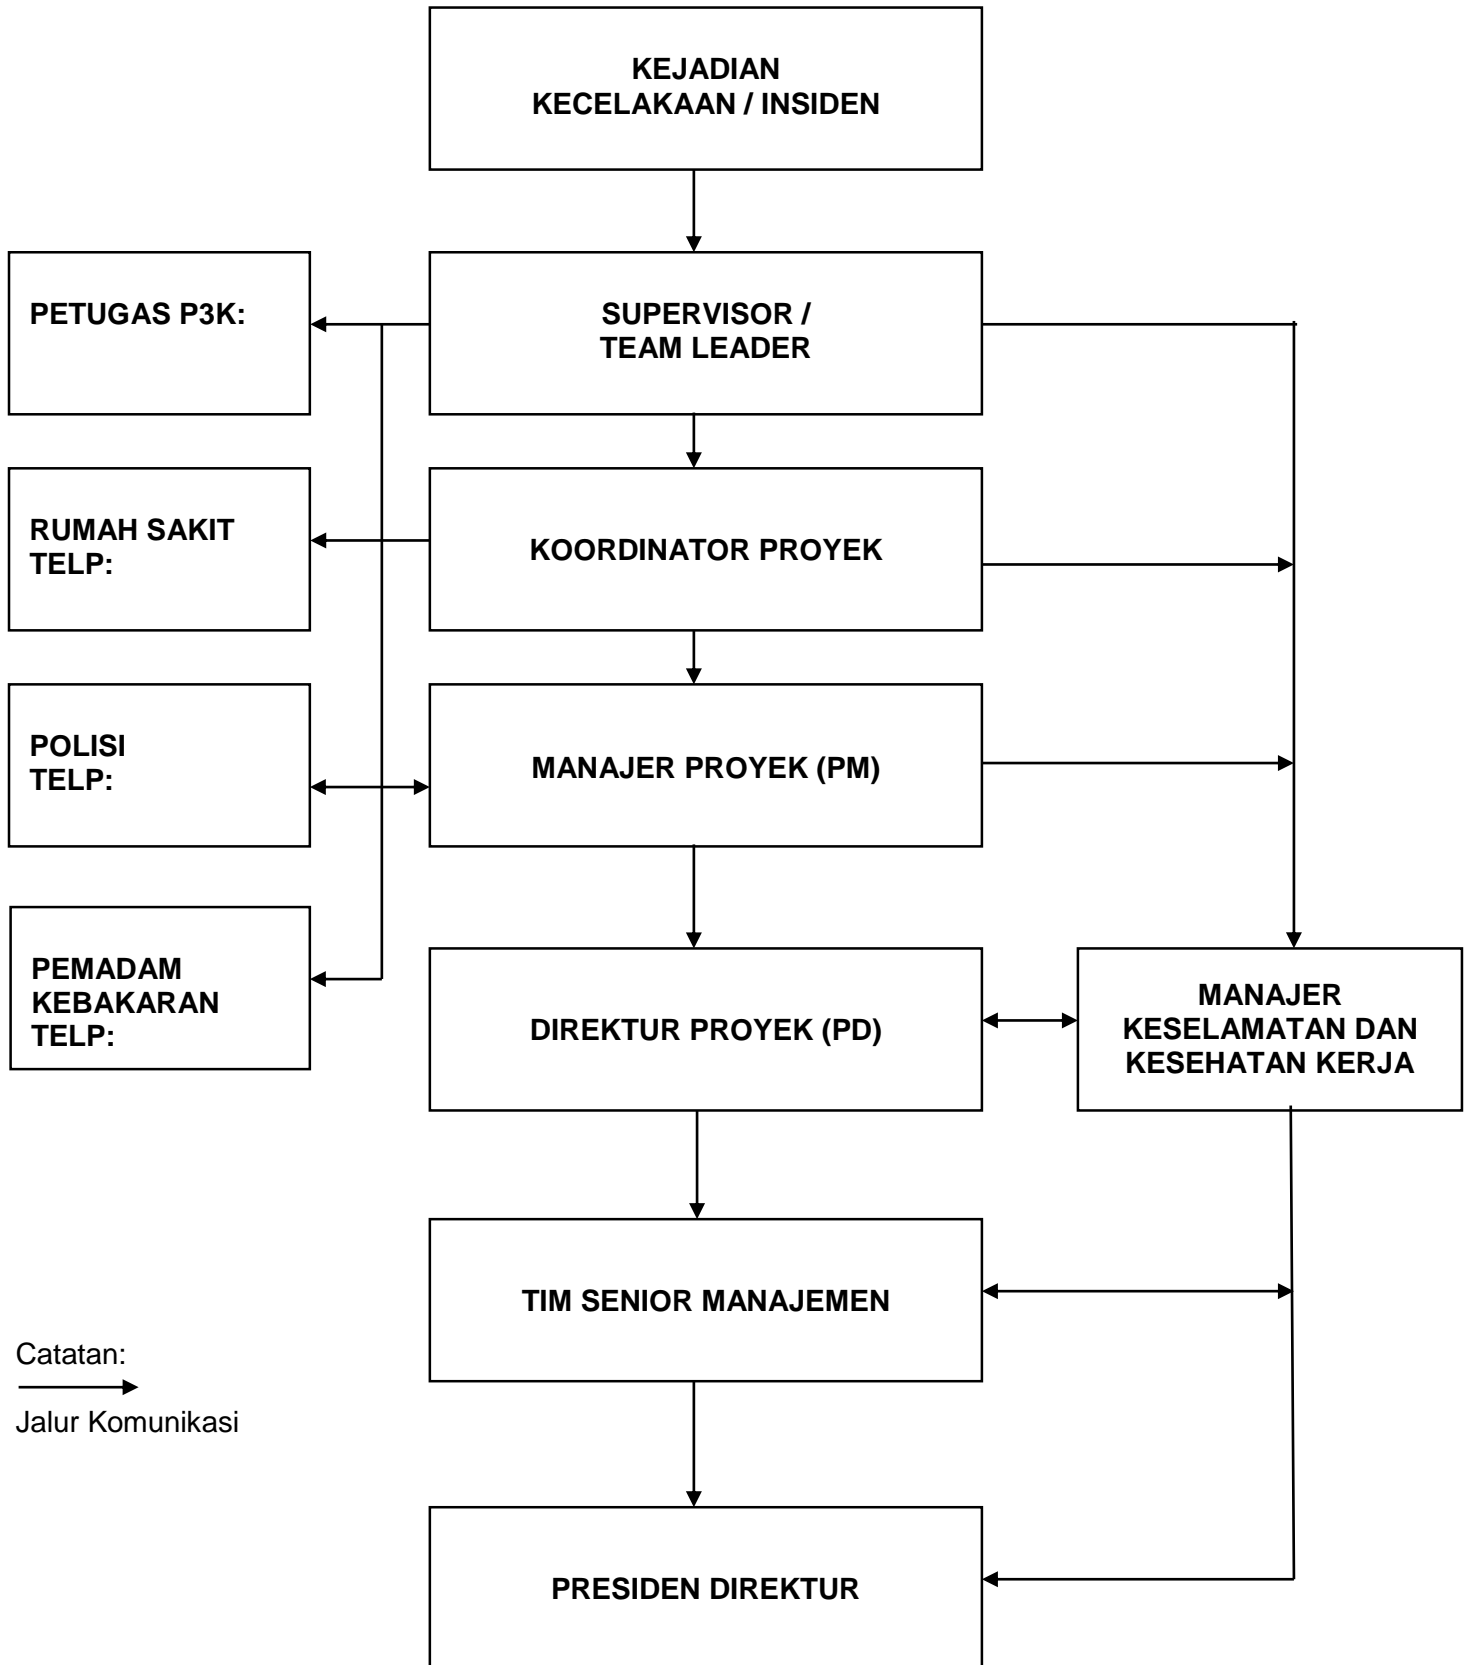 KEJADIAN
KECELAKAAN / INSIDEN
PETUGAS P3K:
SUPERVISOR /
TEAM LEADER
RUMAH SAKIT
TELP:
KOORDINATOR PROYEK
POLISI
TELP:
MANAJER PROYEK (PM)
PEMADAM
KEBAKARAN
TELP:
DIREKTUR PROYEK (PD)
MANAJER
KESELAMATAN DAN
KESEHATAN KERJA
TIM SENIOR MANAJEMEN
Catatan:
Jalur Komunikasi
PRESIDEN DIREKTUR